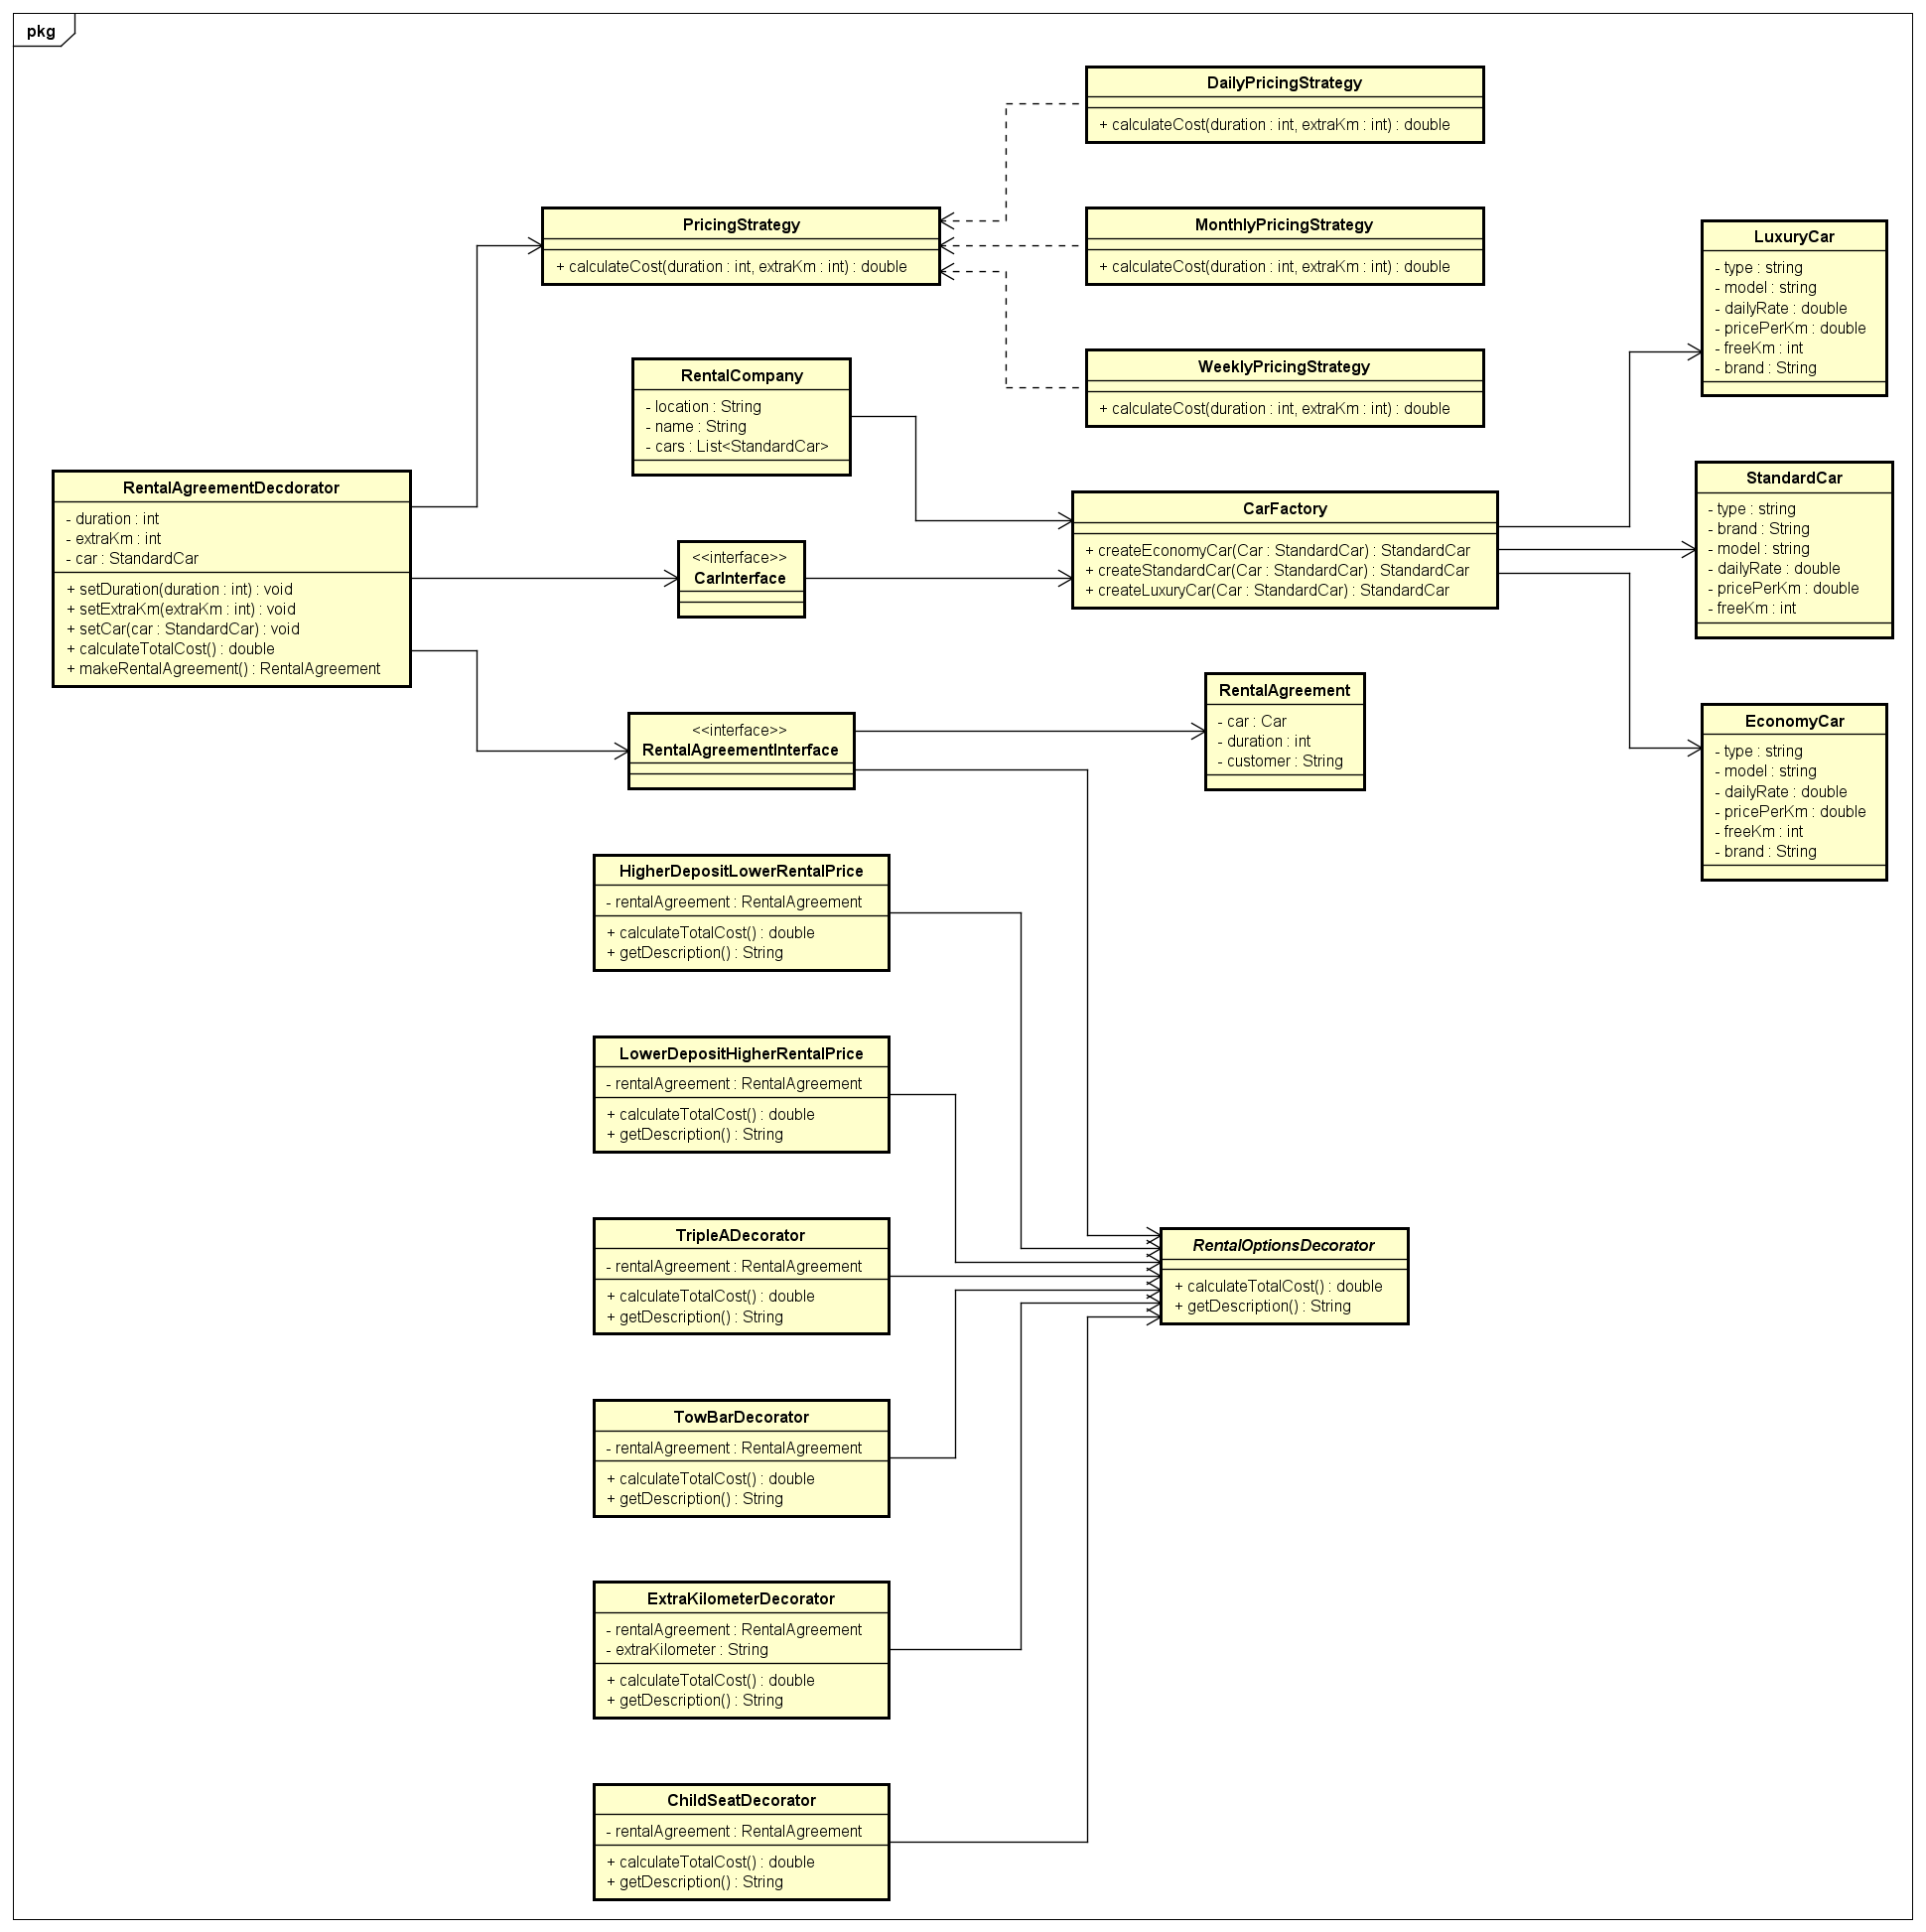 pkg
DailyPricingStrategy
+ calculateCost(duration : int, extraKm : int) : double
PricingStrategy
+ calculateCost(duration : int, extraKm : int) : double
MonthlyPricingStrategy
+ calculateCost(duration : int, extraKm : int) : double
WeeklyPricingStrategy
+ calculateCost(duration : int, extraKm : int) : double
LuxuryCar
- type : string
- model : string
- dailyRate : double
- pricePerKm : double
- freeKm : int
- brand : String
RentalCompany
- location : String
- name : String
- cars : List<StandardCar>
RentalAgreementDecdorator
- duration : int
- extraKm : int
- car : StandardCar
+ setDuration(duration : int) : void
+ setExtraKm(extraKm : int) : void
+ setCar(car : StandardCar) : void
+ calculateTotalCost() : double
+ makeRentalAgreement() : RentalAgreement
<<interface>>
CarInterface
CarFactory
+ createEconomyCar(Car : StandardCar) : StandardCar
+ createStandardCar(Car : StandardCar) : StandardCar
+ createLuxuryCar(Car : StandardCar) : StandardCar
StandardCar
- type : string
- brand : String
- model : string
- dailyRate : double
- pricePerKm : double
- freeKm : int
<<interface>>
RentalAgreementInterface
RentalAgreement
- car : Car
- duration : int
- customer : String
EconomyCar
- type : string
- model : string
- dailyRate : double
- pricePerKm : double
- freeKm : int
- brand : String
HigherDepositLowerRentalPrice
- rentalAgreement : RentalAgreement
+ calculateTotalCost() : double
+ getDescription() : String
LowerDepositHigherRentalPrice
- rentalAgreement : RentalAgreement
+ calculateTotalCost() : double
+ getDescription() : String
TripleADecorator
- rentalAgreement : RentalAgreement
+ calculateTotalCost() : double
+ getDescription() : String
RentalOptionsDecorator
+ calculateTotalCost() : double
+ getDescription() : String
TowBarDecorator
- rentalAgreement : RentalAgreement
+ calculateTotalCost() : double
+ getDescription() : String
ExtraKilometerDecorator
- rentalAgreement : RentalAgreement
- extraKilometer : String
+ calculateTotalCost() : double
+ getDescription() : String
ChildSeatDecorator
- rentalAgreement : RentalAgreement
+ calculateTotalCost() : double
+ getDescription() : String